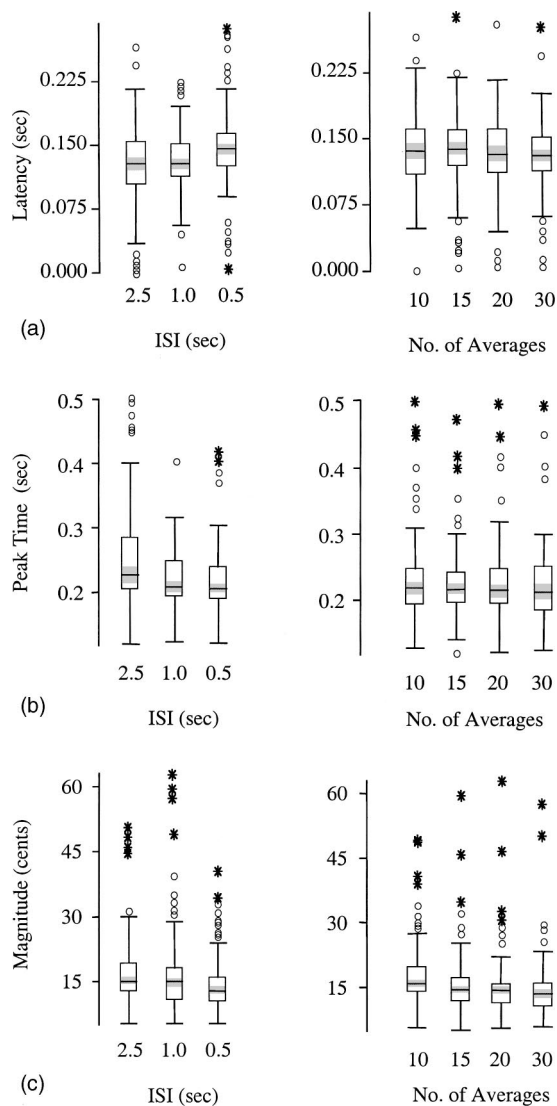 Latency (sec)
0.225
0.150
0.075
0.000
2.5 1.0 0.5
ISI (sec)
0.225
0.150
0.075
0.000
10 15 20 30
No. of Averages
(a)
Peak Time (sec)
0.5
0.4
0.3
0.2
2.5 1.0 0.5
ISI (sec)
0.5
0.4
0.3
0.2
10 15 20 30
No. of Averages
(b)
Magnitude (cents)
60
45
30
15
2.5 1.0 0.5
ISI (sec)
60
45
30
15
10 15 20 30
No. of Averages
(c)